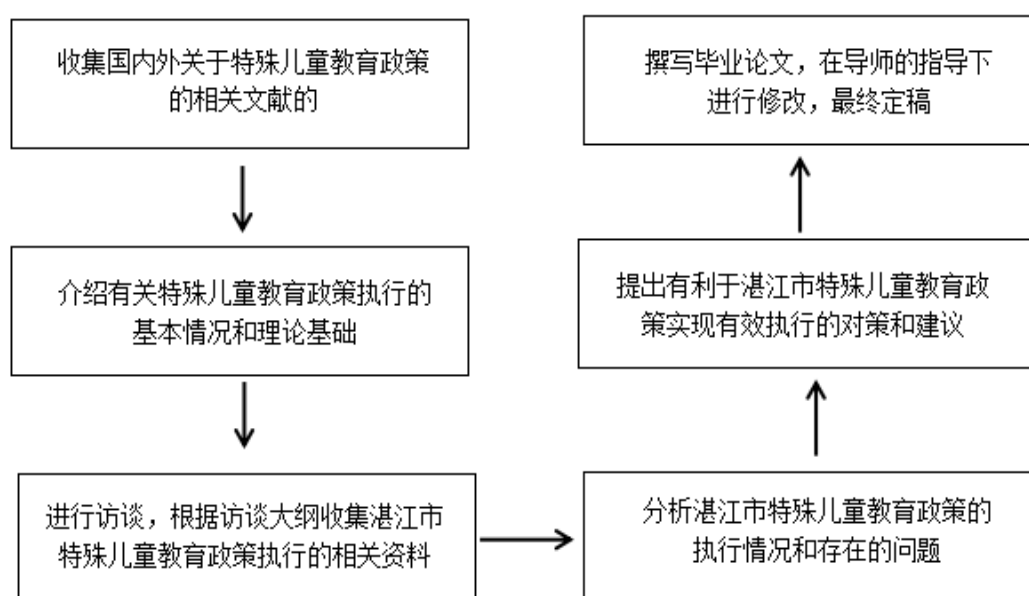 收集国内外关于特殊儿童教育政策
的相关文献的
介绍有关特殊儿童教育政策执行的
基本情况和理论基础
进行访谈，根据访谈大纲收集湛江市
特殊儿童教育政策执行的相关资料
分析湛江市特殊儿童教育政策的
执行情况和存在的问题
提出有利于湛江市特殊儿童教育政
策实现有效执行的对策和建议
撰写毕业论文，在导师的指导下
进行修改，最终定稿